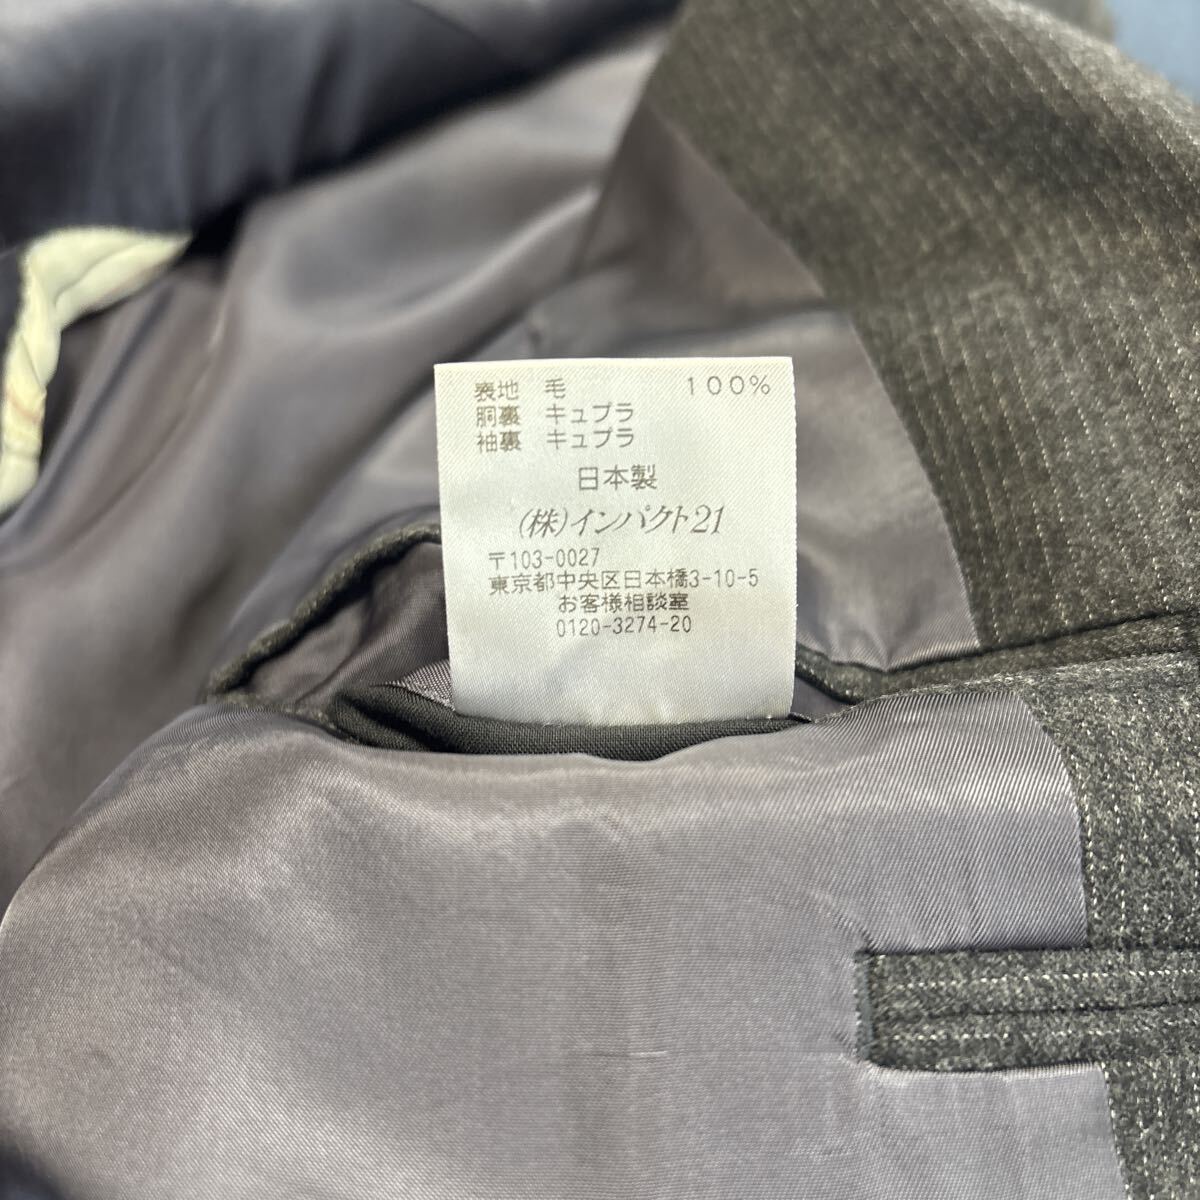 表地 毛 100%
胴裏 キュプラ
袖裏 キュプラ
日本製
(株)インパクト21
〒103-0027
東京都中央区日本橋3-10-5
お客様相談室
0120-3274-20